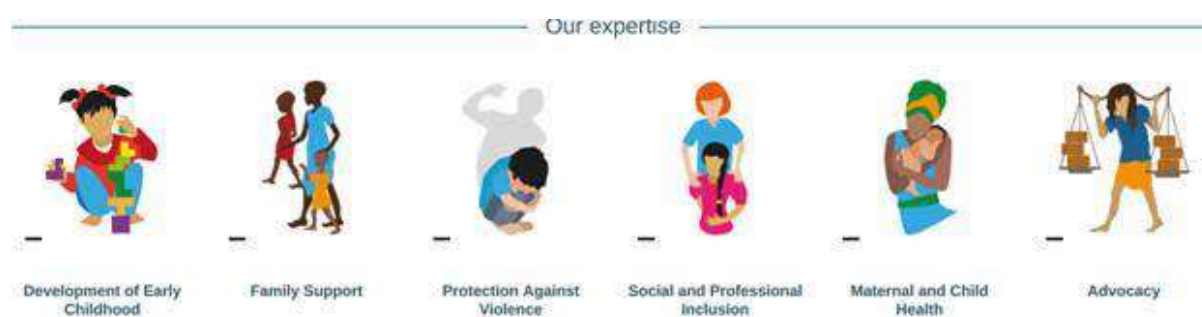 Our expertise
Development of Early
Childhood
Family Support
Protection Against
Violence
Social and Professional
Inclusion
Maternal and Child
Health
Advocacy